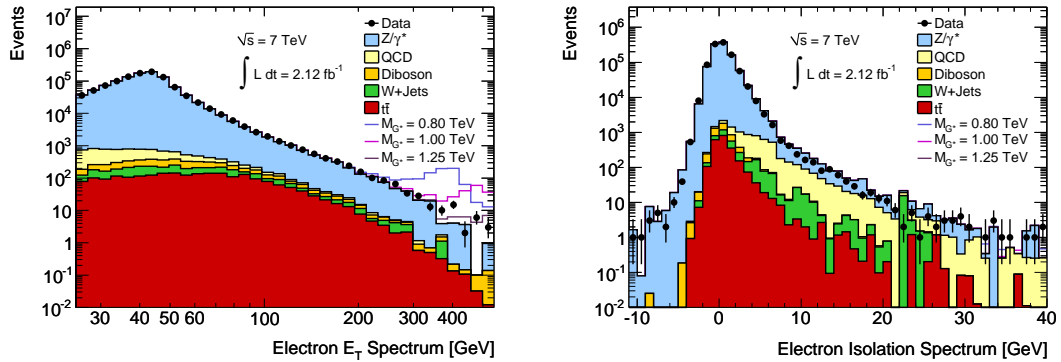 Events
10^7
10^6
10^5
10^4
10^3
10^2
10
1
10^-1
10^-2
√s = 7 TeV
∫ L dt = 2.12 fb^-1
Data
Z/γ*
QCD
Diboson
W+Jets
tt̄
M_G* = 0.80 TeV
M_G* = 1.00 TeV
M_G* = 1.25 TeV
30 40 50 60 100 200 300 400
Electron E_T Spectrum [GeV]
Events
10^6
10^5
10^4
10^3
10^2
10
1
10^-1
10^-2
√s = 7 TeV
∫ L dt = 2.12 fb^-1
Data
Z/γ*
QCD
Diboson
W+Jets
tt̄
M_G* = 0.80 TeV
M_G* = 1.00 TeV
M_G* = 1.25 TeV
-10 0 10 20 30 40
Electron Isolation Spectrum [GeV]